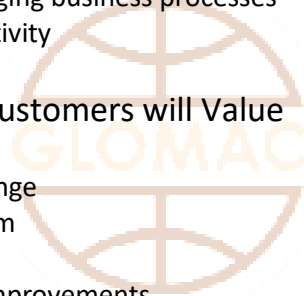 ging business processes
tivity
ustomers will Value
GLOMAC
nge
m
mprovements